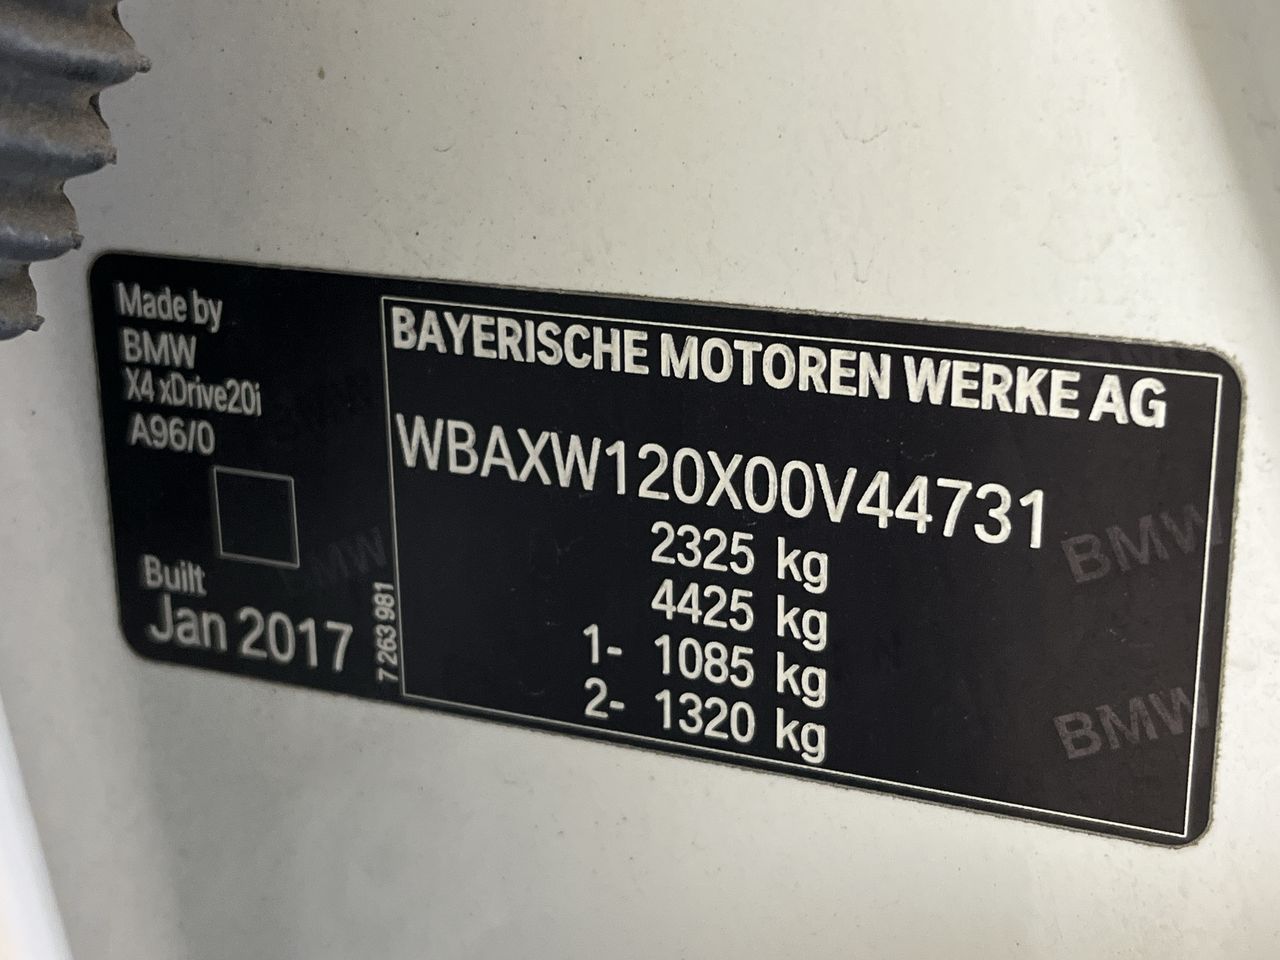 Made by
BMW
X4 xDrive20i
A96/0
Built
Jan 2017
7 263 981
BAYERISCHE MOTOREN WERKE AG
WBAXW120X00V44731
2325 kg
4425 kg
1- 1085 kg
2- 1320 kg
BMW
BMW
BMW